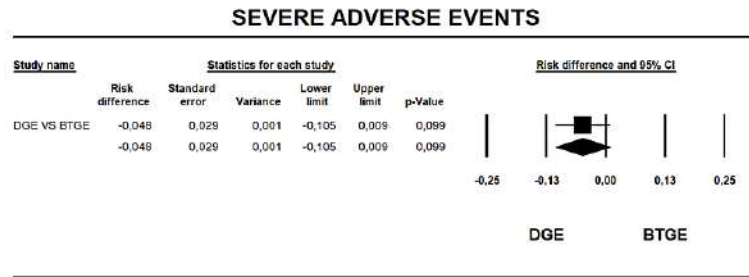 SEVERE ADVERSE EVENTS
Study name Statistics for each study Risk difference and 95% CI
Risk difference Standard error Variance Lower limit Upper limit p-Value
DGE VS BTGE -0,048 0,029 0,001 -0,105 0,009 0,099
-0,048 0,029 0,001 -0,105 0,009 0,099
-0,25 -0,13 0,00 0,13 0,25
DGE BTGE